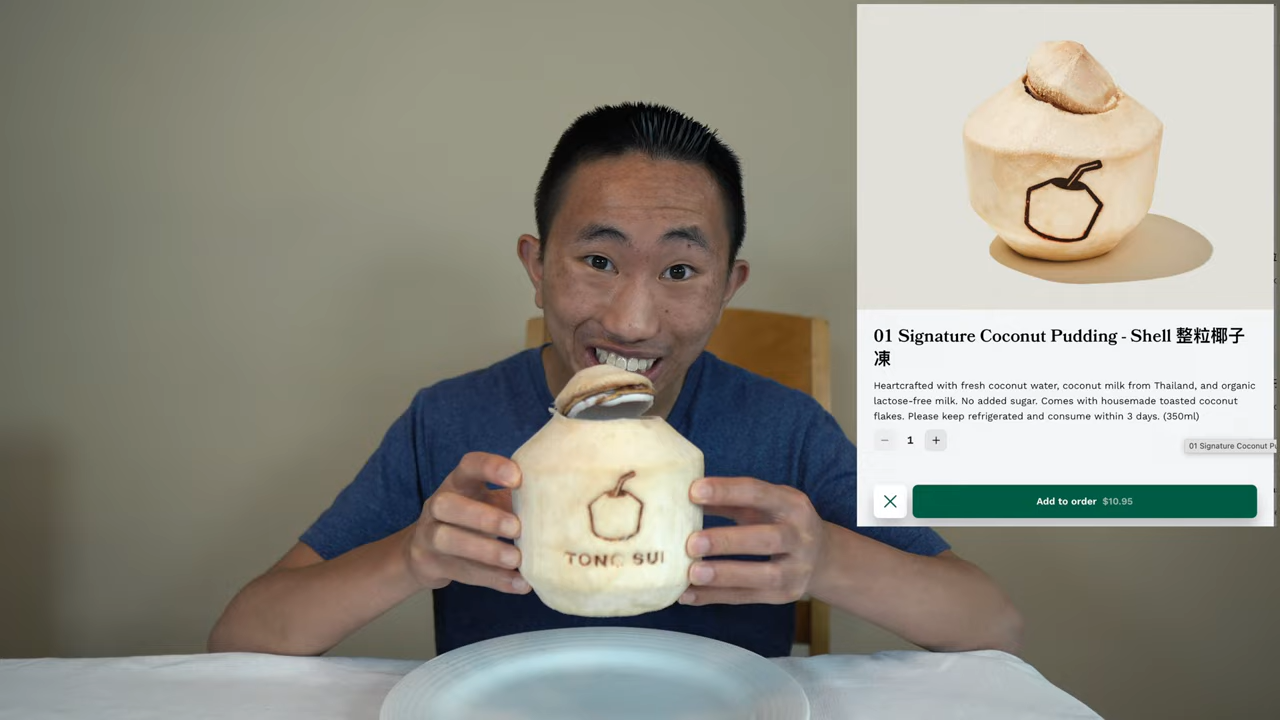 TONG SUI
01 Signature Coconut Pudding - Shell 整粒椰子
凍
Heartcrafted with fresh coconut water, coconut milk from Thailand, and organic
lactose-free milk. No added sugar. Comes with housemade toasted coconut
flakes. Please keep refrigerated and consume within 3 days. (350ml)
1
01 Signature Coconut P
Add to order $10.95